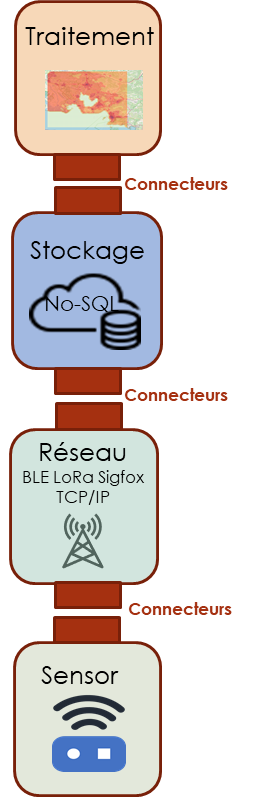 Traitement
Connecteurs
Stockage
No-SQL
Connecteurs
Réseau
BLE LoRa Sigfox
TCP/IP
Connecteurs
Sensor